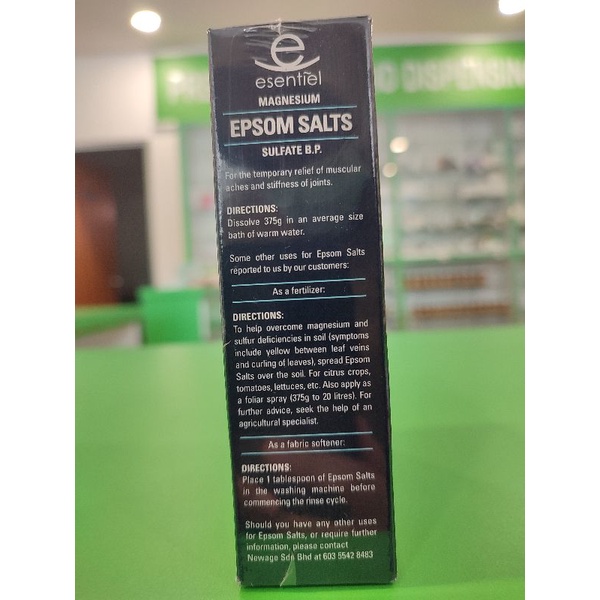 e
esentiel
MAGNESIUM
EPSOM SALTS
SULFATE B.P.
For the temporary relief of muscular
aches and stiffness of joints.
DIRECTIONS:
Dissolve 375g in an average size
bath of warm water.
Some other uses for Epsom Salts
reported to us by our customers:
As a fertilizer:
DIRECTIONS:
To help overcome magnesium and
sulfur deficiencies in soil (symptoms
include yellow between leaf veins
and curling of leaves), spread Epsom
Salts over the soil. For citrus crops,
tomatoes, lettuces, etc. Also apply as
a foliar spray (375g to 20 litres). For
further advice, seek the help of an
agricultural specialist.
As a fabric softener:
DIRECTIONS:
Place 1 tablespoon of Epsom Salts
in the washing machine before
commencing the rinse cycle.
Should you have any other uses
for Epsom Salts, or require further
information, please contact
Newage Sdn Bhd at 603 5542 8483
DISPENSING